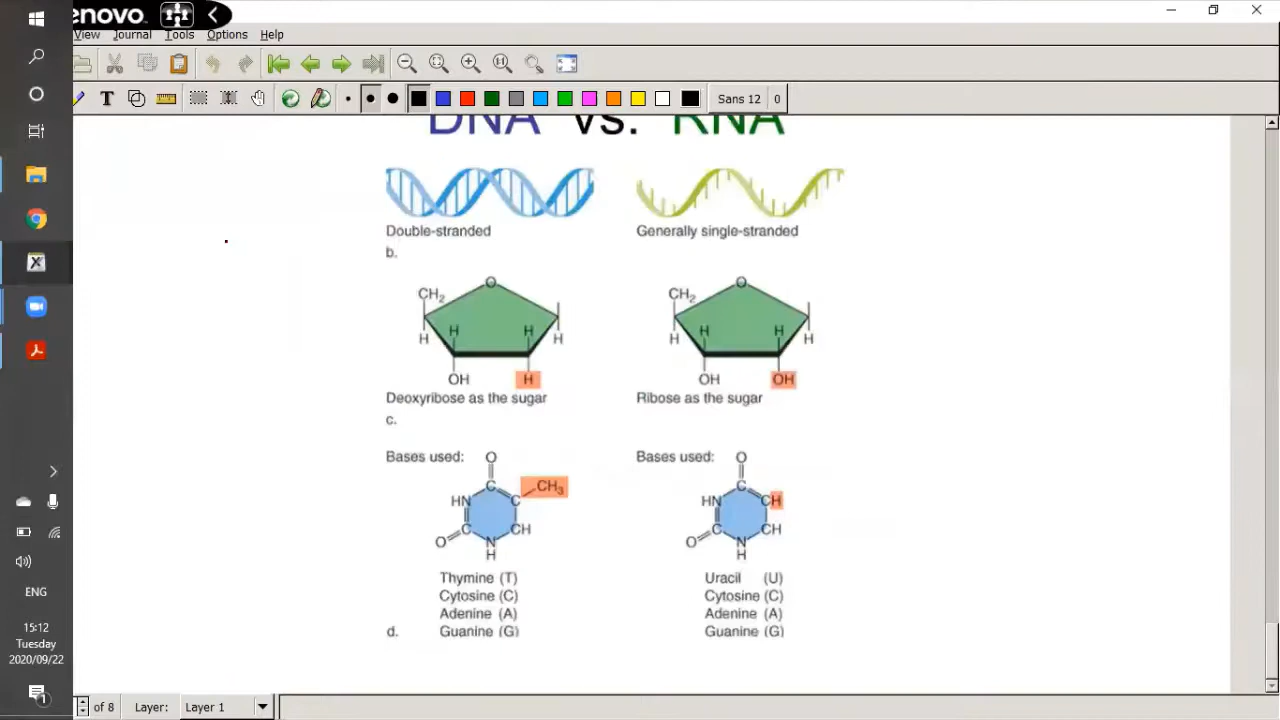 enovo
View Journal Tools Options Help
T Sans 12 0
DNA vs. RNA
Double-stranded Generally single-stranded
b.
O O
CH2 CH2
H H H H
H H H H
OH H OH OH
Deoxyribose as the sugar Ribose as the sugar
c.
Bases used: Bases used:
O O
C CH3 C
HN C HN CH
C CH C CH
O N O N
H H
Thymine (T) Uracil (U)
Cytosine (C) Cytosine (C)
Adenine (A) Adenine (A)
d. Guanine (G) Guanine (G)
ENG
15:12
Tuesday
2020/09/22
1
of 8 Layer: Layer 1